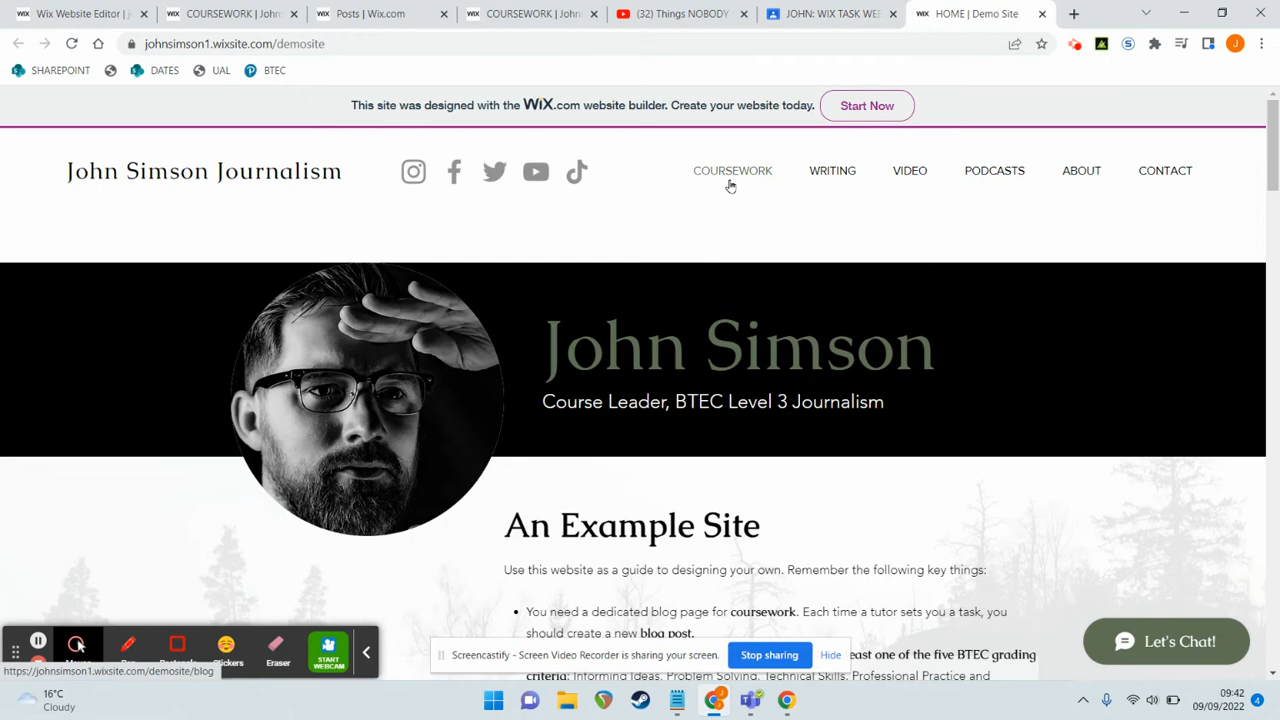 Wix Website Editor | j
COURSEWORK | John
Posts | Wix.com
COURSEWORK | John
(32) Things NOBODY
JOHN: WIX TASK WEE
HOME | Demo Site
johnsimson1.wixsite.com/demosite
J
SHAREPOINT
DATES
UAL
BTEC
This site was designed with the WiX.com website builder. Create your website today.
Start Now
John Simson Journalism
COURSEWORK
WRITING
VIDEO
PODCASTS
ABOUT
CONTACT
John Simson
Course Leader, BTEC Level 3 Journalism
An Example Site
Use this website as a guide to designing your own. Remember the following key things:
• You need a dedicated blog page for coursework. Each time a tutor sets you a task, you
should create a new blog post.
east one of the five BTEC grading
criteria: Informing Ideas, Problem Solving, Technical Skills, Professional Practice and
Let's Chat!
Stickers
Eraser
START
WEBCAM
Screencastify - Screen Video Recorder is sharing your screen.
Stop sharing
Hide
https://johnsimson1.wixsite.com/demosite/blog
16°C
Cloudy
09:42
09/09/2022
4